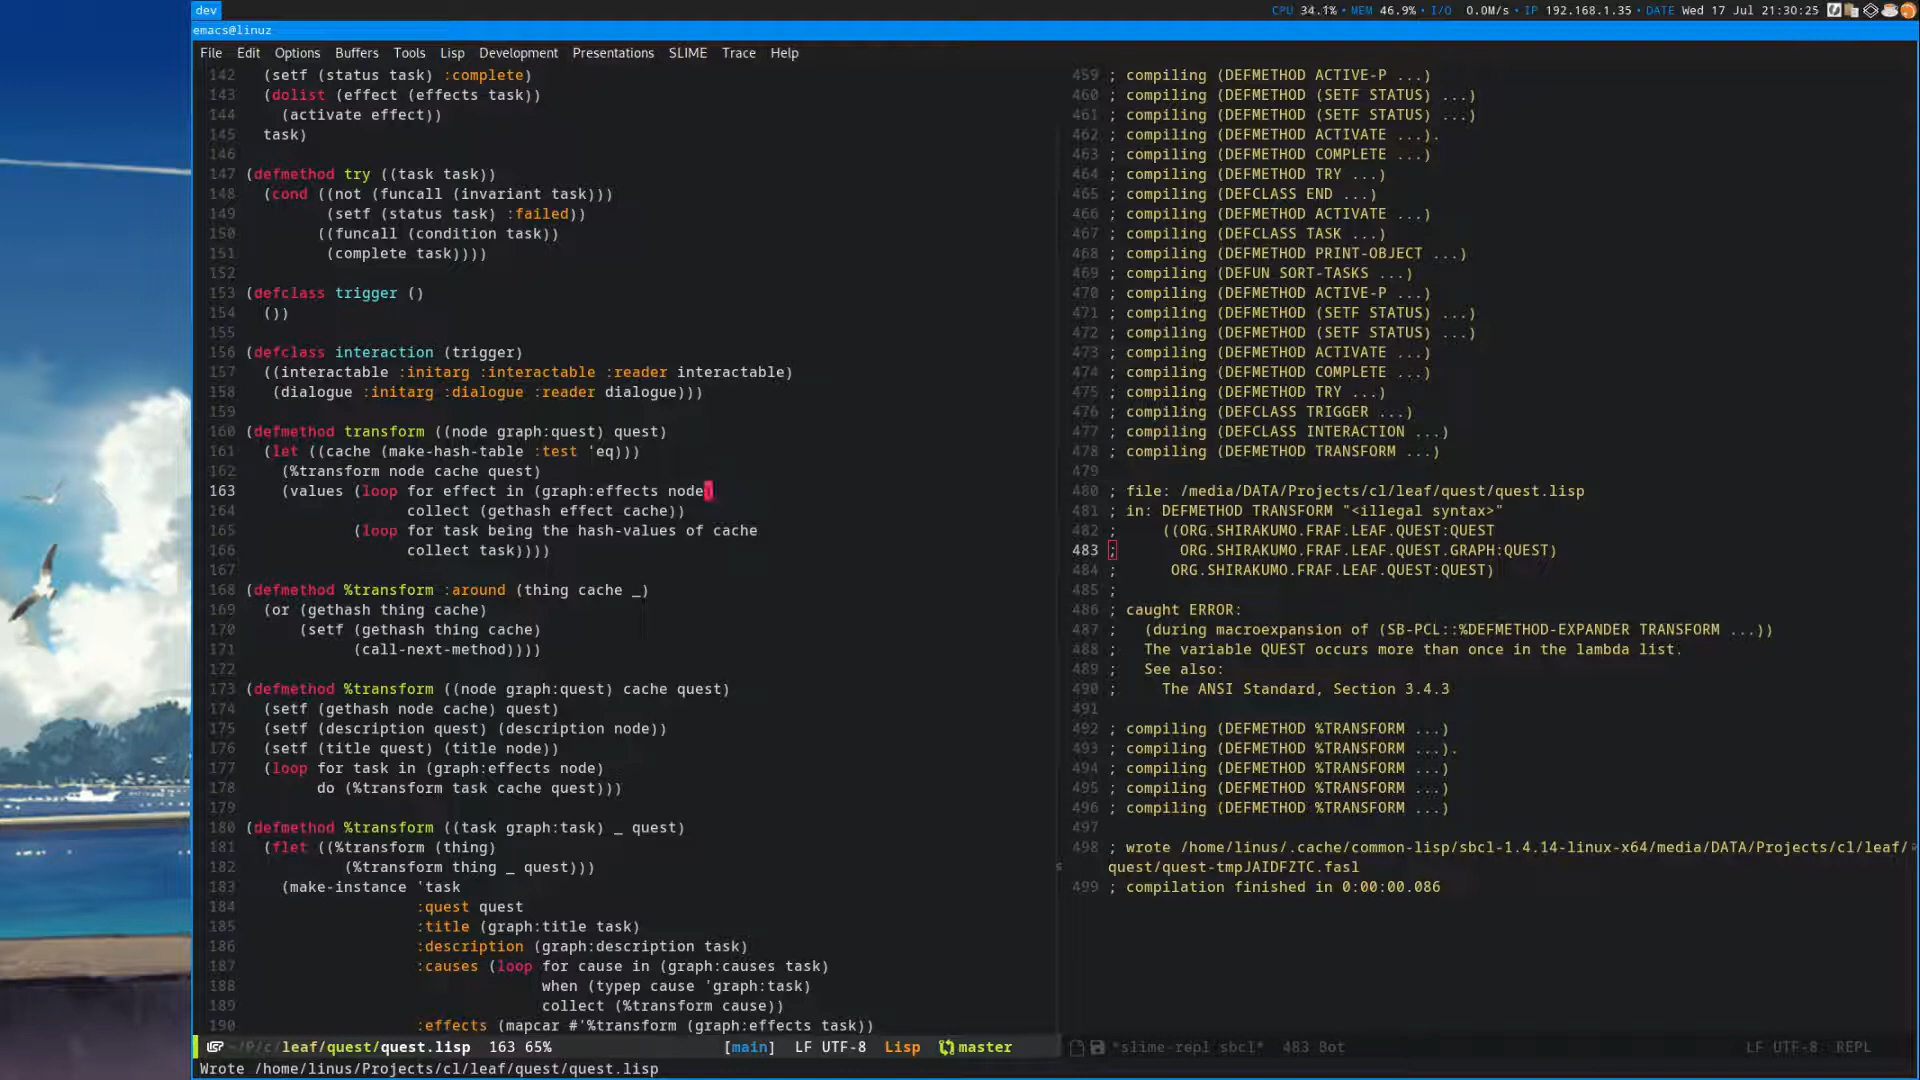 dev
CPU 34.1% • MEM 46.9% • I/O 0.0M/s • IP 192.168.1.35 • DATE Wed 17 Jul 21:30:25
emacs@linuz
File Edit Options Buffers Tools Lisp Development Presentations SLIME Trace Help
142 (setf (status task) :complete)
143 (dolist (effect (effects task))
144 (activate effect))
145 task)
146
147 (defmethod try ((task task))
148 (cond ((not (funcall (invariant task)))
149 (setf (status task) :failed))
150 ((funcall (condition task))
151 (complete task))))
152
153 (defclass trigger ()
154 ())
155
156 (defclass interaction (trigger)
157 ((interactable :initarg :interactable :reader interactable)
158 (dialogue :initarg :dialogue :reader dialogue)))
159
160 (defmethod transform ((node graph:quest) quest)
161 (let ((cache (make-hash-table :test 'eq)))
162 (%transform node cache quest)
163 (values (loop for effect in (graph:effects node)
164 collect (gethash effect cache))
165 (loop for task being the hash-values of cache
166 collect task))))
167
168 (defmethod %transform :around (thing cache _)
169 (or (gethash thing cache)
170 (setf (gethash thing cache)
171 (call-next-method))))
172
173 (defmethod %transform ((node graph:quest) cache quest)
174 (setf (gethash node cache) quest)
175 (setf (description quest) (description node))
176 (setf (title quest) (title node))
177 (loop for task in (graph:effects node)
178 do (%transform task cache quest)))
179
180 (defmethod %transform ((task graph:task) _ quest)
181 (flet ((%transform (thing)
182 (%transform thing _ quest)))
183 (make-instance 'task
184 :quest quest
185 :title (graph:title task)
186 :description (graph:description task)
187 :causes (loop for cause in (graph:causes task)
188 when (typep cause 'graph:task)
189 collect (%transform cause))
190 :effects (mapcar #'%transform (graph:effects task))
~/P/c/leaf/quest/quest.lisp 163 65% [main] LF UTF-8 Lisp master
459 ; compiling (DEFMETHOD ACTIVE-P ...)
460 ; compiling (DEFMETHOD (SETF STATUS) ...)
461 ; compiling (DEFMETHOD (SETF STATUS) ...)
462 ; compiling (DEFMETHOD ACTIVATE ...).
463 ; compiling (DEFMETHOD COMPLETE ...)
464 ; compiling (DEFMETHOD TRY ...)
465 ; compiling (DEFCLASS END ...)
466 ; compiling (DEFMETHOD ACTIVATE ...)
467 ; compiling (DEFCLASS TASK ...)
468 ; compiling (DEFMETHOD PRINT-OBJECT ...)
469 ; compiling (DEFUN SORT-TASKS ...)
470 ; compiling (DEFMETHOD ACTIVE-P ...)
471 ; compiling (DEFMETHOD (SETF STATUS) ...)
472 ; compiling (DEFMETHOD (SETF STATUS) ...)
473 ; compiling (DEFMETHOD ACTIVATE ...)
474 ; compiling (DEFMETHOD COMPLETE ...)
475 ; compiling (DEFMETHOD TRY ...)
476 ; compiling (DEFCLASS TRIGGER ...)
477 ; compiling (DEFCLASS INTERACTION ...)
478 ; compiling (DEFMETHOD TRANSFORM ...)
479
480 ; file: /media/DATA/Projects/cl/leaf/quest/quest.lisp
481 ; in: DEFMETHOD TRANSFORM "<illegal syntax>"
482 ; ((ORG.SHIRAKUMO.FRAF.LEAF.QUEST:QUEST
483 ; ORG.SHIRAKUMO.FRAF.LEAF.QUEST.GRAPH:QUEST)
484 ; ORG.SHIRAKUMO.FRAF.LEAF.QUEST:QUEST)
485 ;
486 ; caught ERROR:
487 ; (during macroexpansion of (SB-PCL::%DEFMETHOD-EXPANDER TRANSFORM ...))
488 ; The variable QUEST occurs more than once in the lambda list.
489 ; See also:
490 ; The ANSI Standard, Section 3.4.3
491
492 ; compiling (DEFMETHOD %TRANSFORM ...)
493 ; compiling (DEFMETHOD %TRANSFORM ...).
494 ; compiling (DEFMETHOD %TRANSFORM ...)
495 ; compiling (DEFMETHOD %TRANSFORM ...)
496 ; compiling (DEFMETHOD %TRANSFORM ...)
497
498 ; wrote /home/linus/.cache/common-lisp/sbcl-1.4.14-linux-x64/media/DATA/Projects/cl/leaf/
quest/quest-tmpJAIDFZTC.fasl
499 ; compilation finished in 0:00:00.086
*slime-repl sbcl* 483 Bot LF UTF-8 REPL
Wrote /home/linus/Projects/cl/leaf/quest/quest.lisp